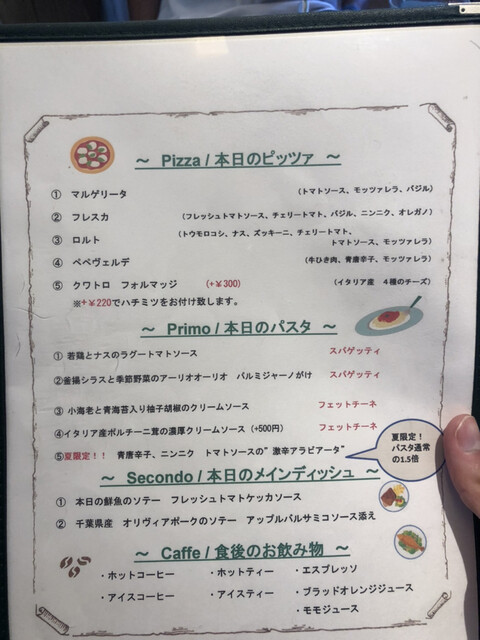 ～ Pizza / 本日のピッツァ ～
① マルゲリータ （トマトソース、モッツァレラ、バジル）
② フレスカ （フレッシュトマトソース、チェリートマト、バジル、ニンニク、オレガノ）
③ ロルト （トウモロコシ、ナス、ズッキーニ、チェリートマト、
トマトソース、モッツァレラ）
④ ペペヴェルデ （牛ひき肉、青唐辛子、モッツァレラ）
⑤ クワトロ フォルマッジ （+￥300） （イタリア産 ４種のチーズ）
※+￥220でハチミツをお付け致します。
～ Primo / 本日のパスタ ～
① 若鶏とナスのラグートマトソース スパゲッティ
②釜揚シラスと季節野菜のアーリオオーリオ パルミジャーノがけ スパゲッティ
③ 小海老と青海苔入り柚子胡椒のクリームソース フェットチーネ
④イタリア産ポルチーニ茸の濃厚クリームソース（+500円） フェットチーネ
⑤夏限定！！ 青唐辛子、ニンニク トマトソースの”激辛アラビアータ”
夏限定！
パスタ通常
の1.5倍
～ Secondo / 本日のメインディッシュ ～
① 本日の鮮魚のソテー フレッシュトマトケッカソース
② 千葉県産 オリヴィアポークのソテー アップルバルサミコソース添え
～ Caffe / 食後のお飲み物 ～
・ホットコーヒー ・ホットティー ・エスプレッソ
・アイスコーヒー ・アイスティー ・ブラッドオレンジジュース
・モモジュース